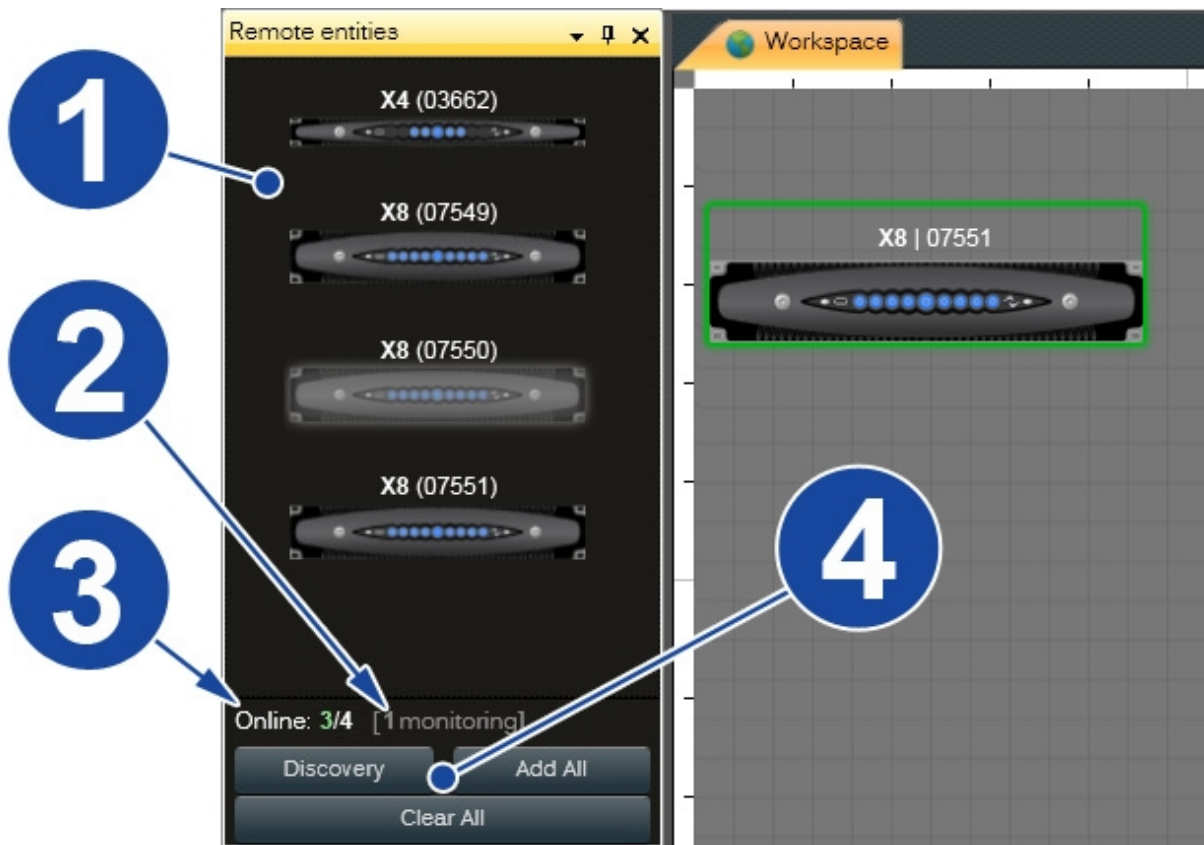 Remote entities
Workspace
1
X4 (03662)
X8 (07549)
X8 | 07551
2
X8 (07550)
X8 (07551)
4
3
Online: 3/4 [1 monitoring]
Discovery
Add All
Clear All